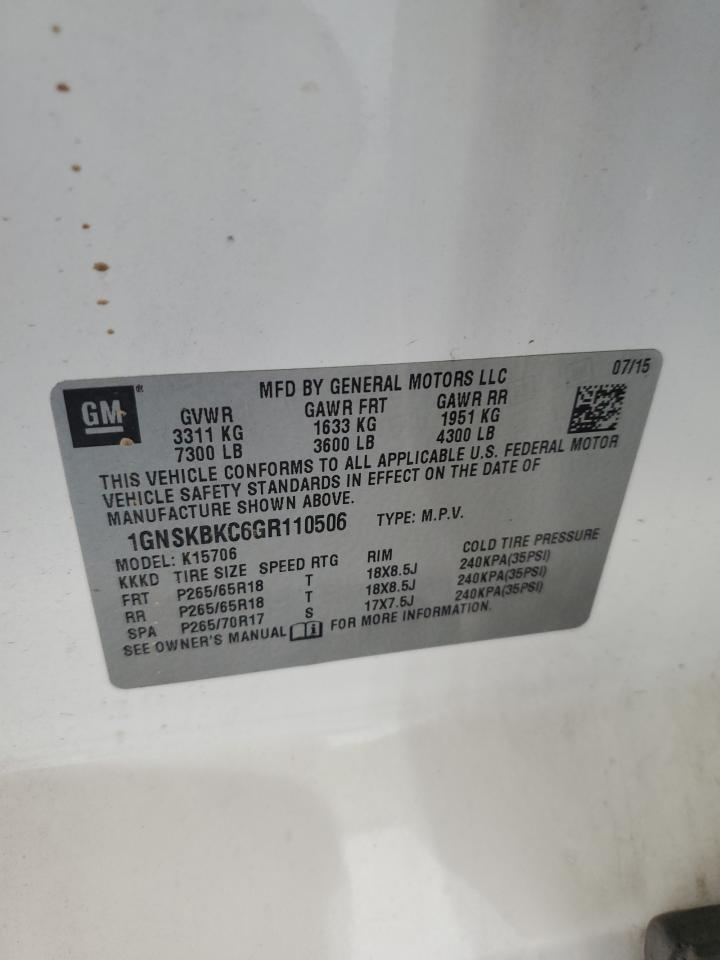 07/15
GM®
MFD BY GENERAL MOTORS LLC
GVWR GAWR FRT GAWR RR
3311 KG 1633 KG 1951 KG
7300 LB 3600 LB 4300 LB
THIS VEHICLE CONFORMS TO ALL APPLICABLE U.S. FEDERAL MOTOR
VEHICLE SAFETY STANDARDS IN EFFECT ON THE DATE OF
MANUFACTURE SHOWN ABOVE.
1GNSKBKC6GR110506 TYPE: M.P.V.
MODEL: K15706
KKKD TIRE SIZE SPEED RTG RIM COLD TIRE PRESSURE
FRT P265/65R18 T 18X8.5J 240KPA(35PSI)
RR P265/65R18 T 18X8.5J 240KPA(35PSI)
SPA P265/70R17 S 17X7.5J 240KPA(35PSI)
SEE OWNER'S MANUAL i FOR MORE INFORMATION.